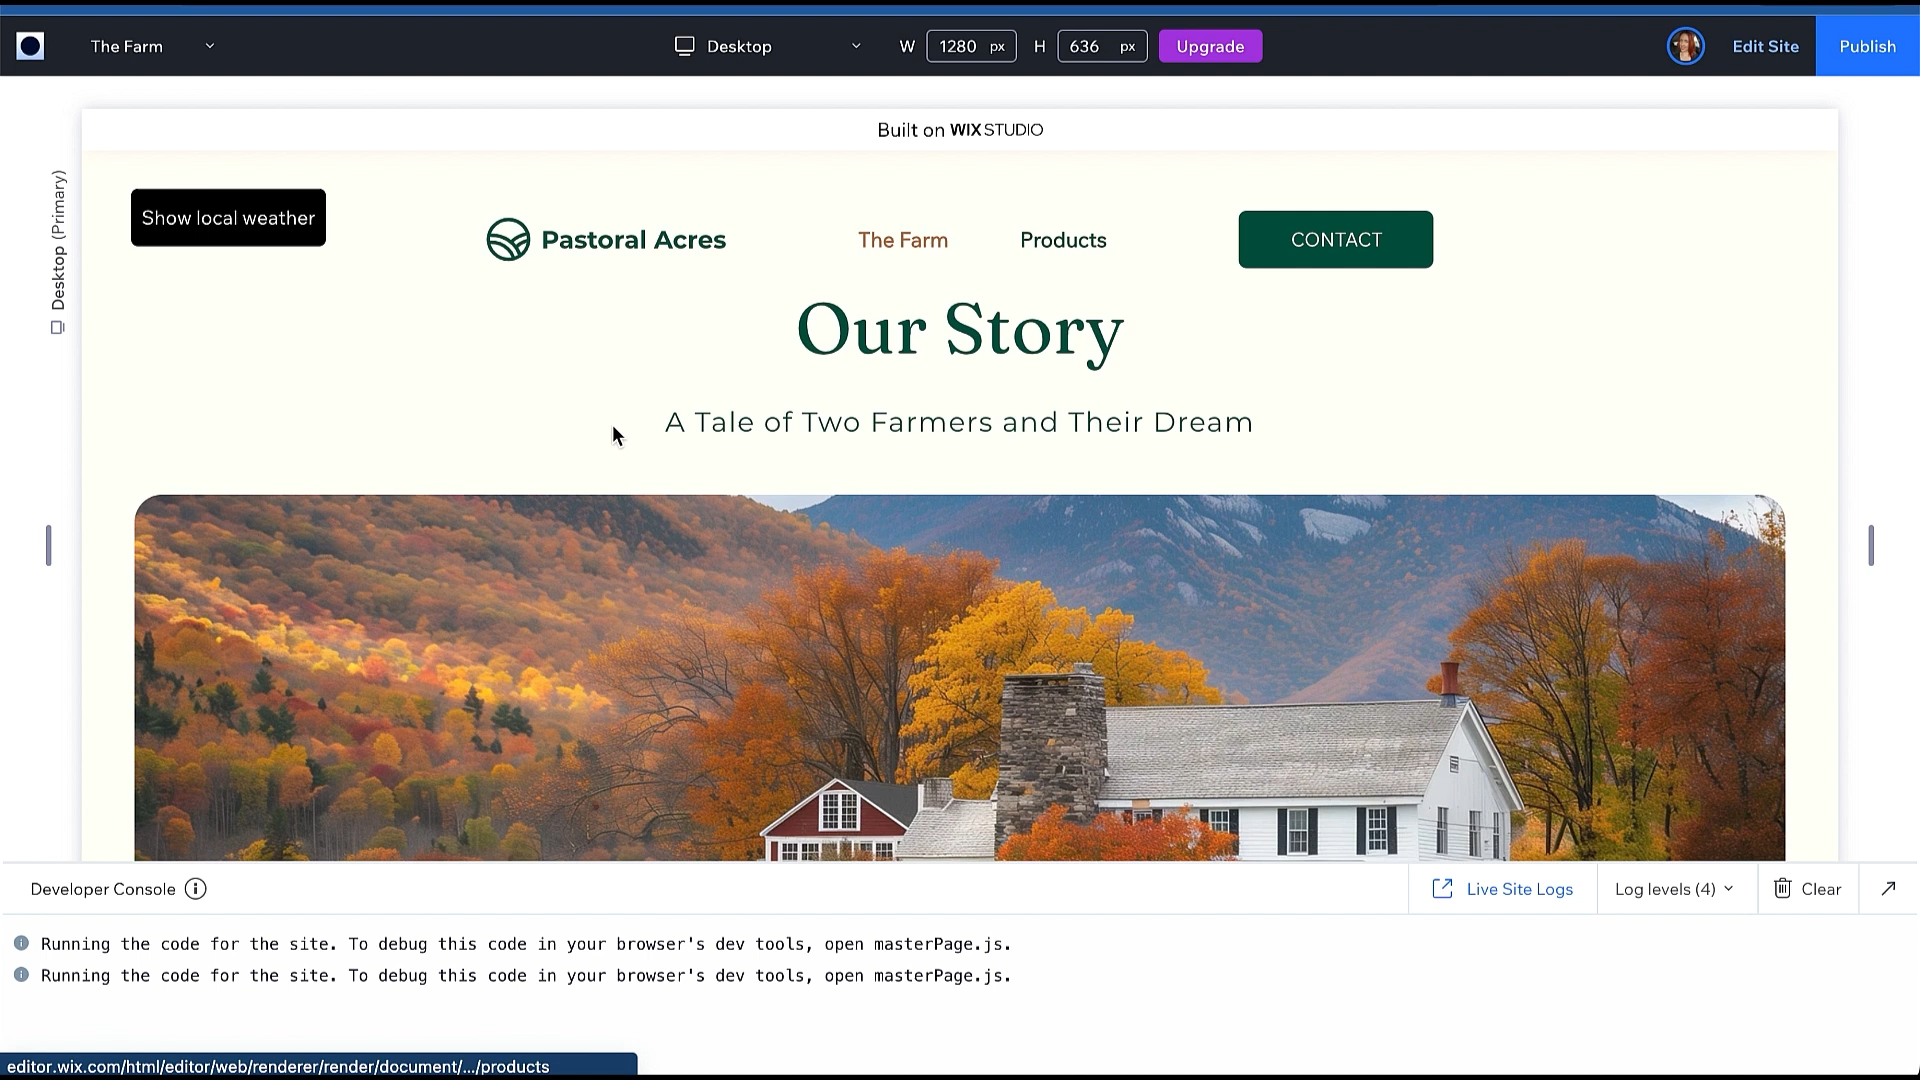 The Farm
Desktop
W 1280 px H 636 px
Upgrade
Edit Site
Publish
Built on WIX STUDIO
Desktop (Primary)
Show local weather
Pastoral Acres
The Farm
Products
CONTACT
Our Story
A Tale of Two Farmers and Their Dream
Developer Console
Live Site Logs
Log levels (4)
Clear
Running the code for the site. To debug this code in your browser's dev tools, open masterPage.js.
Running the code for the site. To debug this code in your browser's dev tools, open masterPage.js.
editor.wix.com/html/editor/web/renderer/render/document/.../products